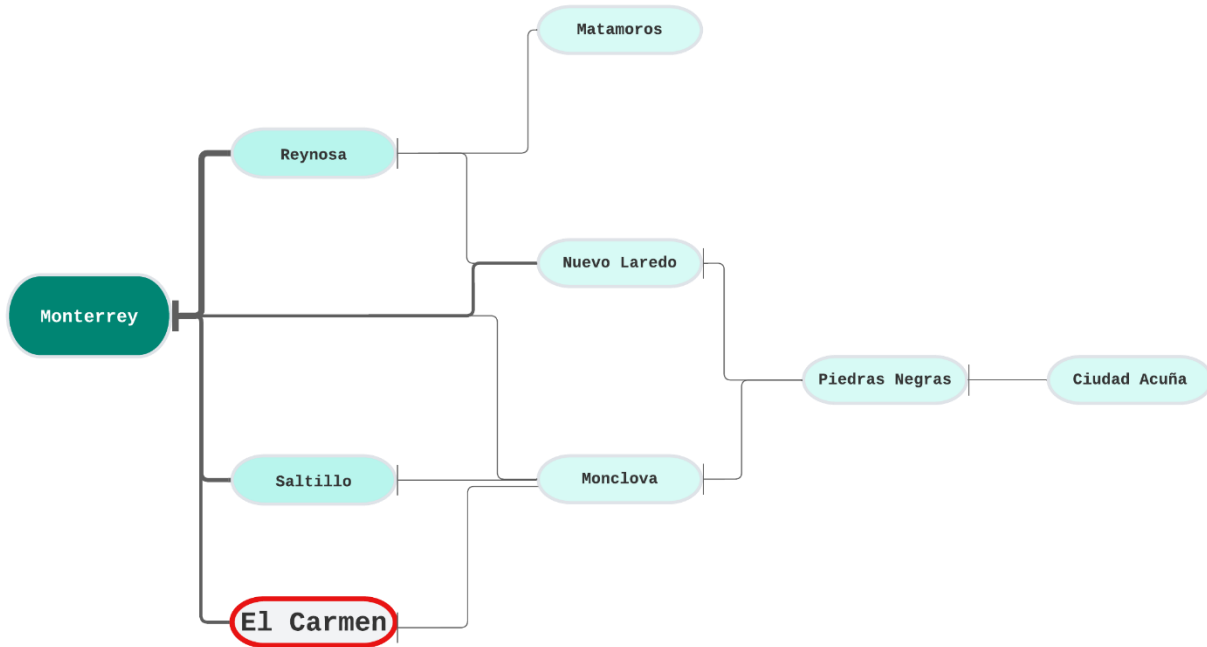 Matamoros
Reynosa
Nuevo Laredo
Monterrey
Piedras Negras
Ciudad Acuña
Saltillo
Monclova
El Carmen